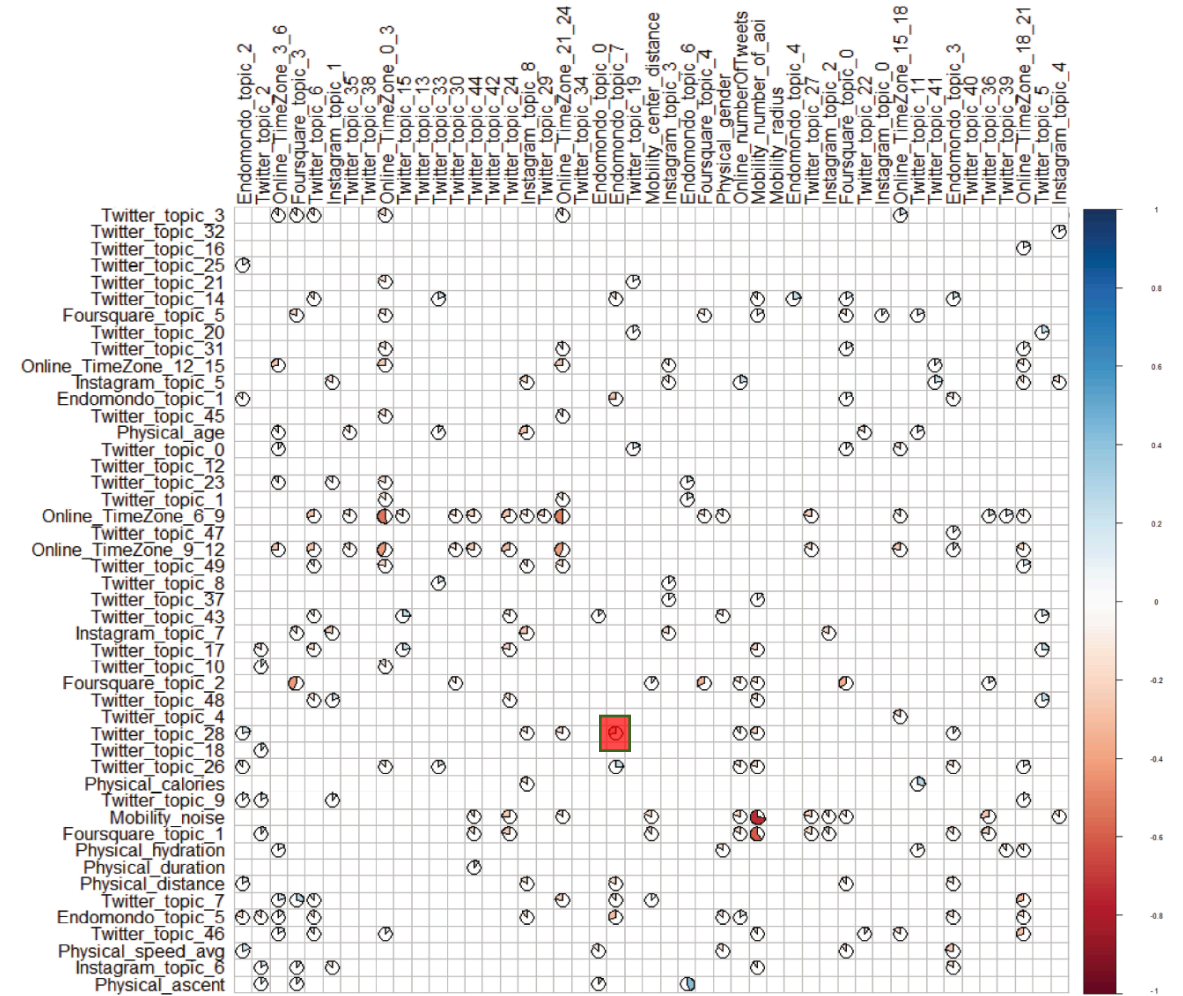 Endomondo_topic_2
Twitter_topic_2
Online_TimeZone_3_6
Foursquare_topic_3
Twitter_topic_6
Instagram_topic_1
Twitter_topic_35
Twitter_topic_38
Online_TimeZone_0_3
Twitter_topic_15
Twitter_topic_13
Twitter_topic_33
Twitter_topic_30
Twitter_topic_44
Twitter_topic_42
Twitter_topic_24
Instagram_topic_8
Twitter_topic_29
Online_TimeZone_21_24
Twitter_topic_34
Endomondo_topic_0
Endomondo_topic_7
Twitter_topic_19
Mobility_center_distance
Instagram_topic_3
Endomondo_topic_6
Foursquare_topic_4
Physical_gender
Online_numberOfTweets
Mobility_number_of_aoi
Mobility_radius
Endomondo_topic_4
Twitter_topic_27
Instagram_topic_2
Foursquare_topic_0
Twitter_topic_22
Instagram_topic_0
Online_TimeZone_15_18
Twitter_topic_11
Twitter_topic_41
Endomondo_topic_3
Twitter_topic_40
Twitter_topic_36
Twitter_topic_39
Online_TimeZone_18_21
Twitter_topic_5
Instagram_topic_4
Twitter_topic_3
Twitter_topic_32
Twitter_topic_16
Twitter_topic_25
Twitter_topic_21
Twitter_topic_14
Foursquare_topic_5
Twitter_topic_20
Twitter_topic_31
Online_TimeZone_12_15
Instagram_topic_5
Endomondo_topic_1
Twitter_topic_45
Physical_age
Twitter_topic_0
Twitter_topic_12
Twitter_topic_23
Twitter_topic_1
Online_TimeZone_6_9
Twitter_topic_47
Online_TimeZone_9_12
Twitter_topic_49
Twitter_topic_8
Twitter_topic_37
Twitter_topic_43
Instagram_topic_7
Twitter_topic_17
Twitter_topic_10
Foursquare_topic_2
Twitter_topic_48
Twitter_topic_4
Twitter_topic_28
Twitter_topic_18
Twitter_topic_26
Physical_calories
Twitter_topic_9
Mobility_noise
Foursquare_topic_1
Physical_hydration
Physical_duration
Physical_distance
Twitter_topic_7
Endomondo_topic_5
Twitter_topic_46
Physical_speed_avg
Instagram_topic_6
Physical_ascent
1
0.8
0.6
0.4
0.2
0
-0.2
-0.4
-0.6
-0.8
-1